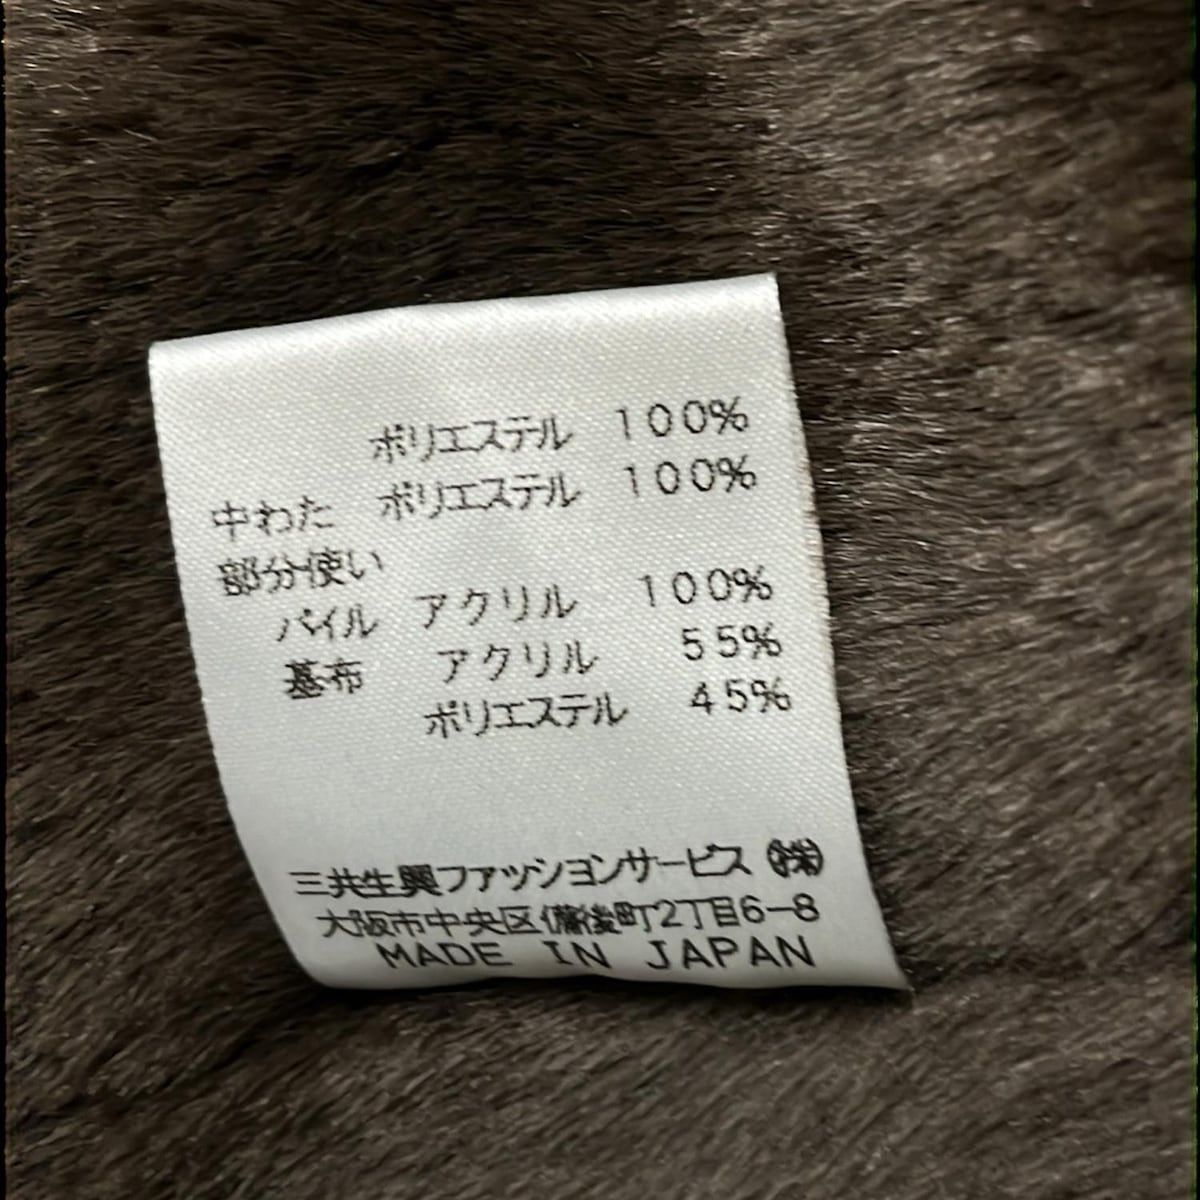 ポリエステル １００％
中わた ポリエステル １００％
部分使い
パイル アクリル １００％
基布 アクリル ５５％
ポリエステル ４５％
三共生興ファッションサービス㈱
大阪市中央区備後町2丁目6-8
MADE IN JAPAN